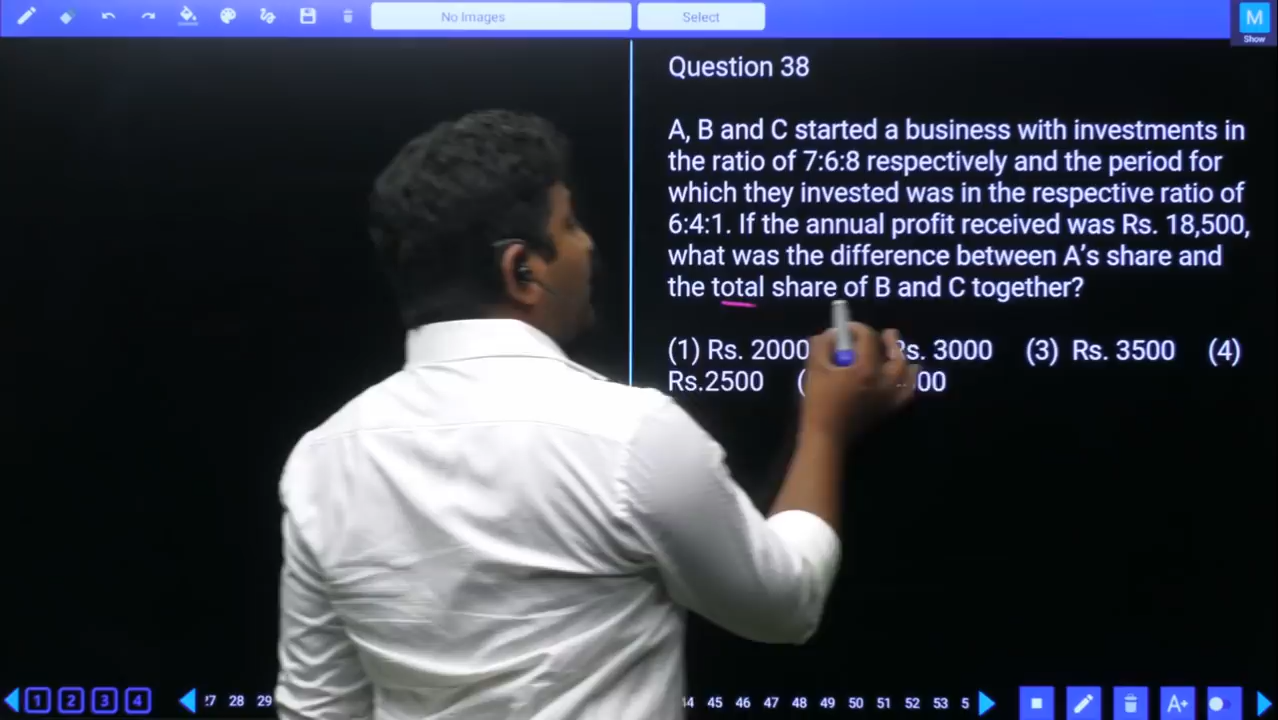 No Images
Select
M
Show
Question 38
A, B and C started a business with investments in
the ratio of 7:6:8 respectively and the period for
which they invested was in the respective ratio of
6:4:1. If the annual profit received was Rs. 18,500,
what was the difference between A’s share and
the total share of B and C together?
(1) Rs. 2000 Rs. 3000 (3) Rs. 3500 (4)
Rs.2500
1 2 3 4 28 29 45 46 47 48 49 50 51 52 53 5 A+